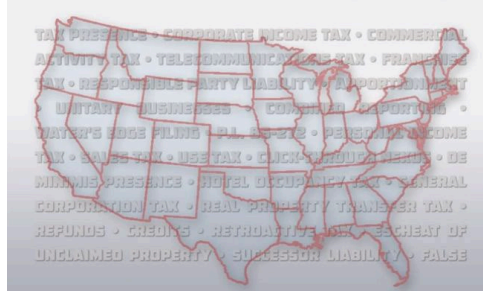 TAX PRESENCE • CORPORATE INCOME TAX • COMMERCIAL
ACTIVITY TAX • TELECOMMUNICATIONS TAX • FRANCHISE
TAX • RESPONSIBLE PARTY LIABILITY • APPORTIONMENT
• UNITARY BUSINESSES • COMBINED REPORTING •
WATER'S EDGE FILING • P.L. 86-272 • PERSONAL INCOME
TAX • SALES TAX • USE TAX • CLICK-THROUGH NEXUS • DE
MINIMIS PRESENCE • HOTEL OCCUPANCY TAX • GENERAL
CORPORATION TAX • REAL PROPERTY TRANSFER TAX •
REFUNDS • CREDITS • RETROACTIVE • ESCHEAT OF
UNCLAIMED PROPERTY • SUCCESSOR LIABILITY • FALSE